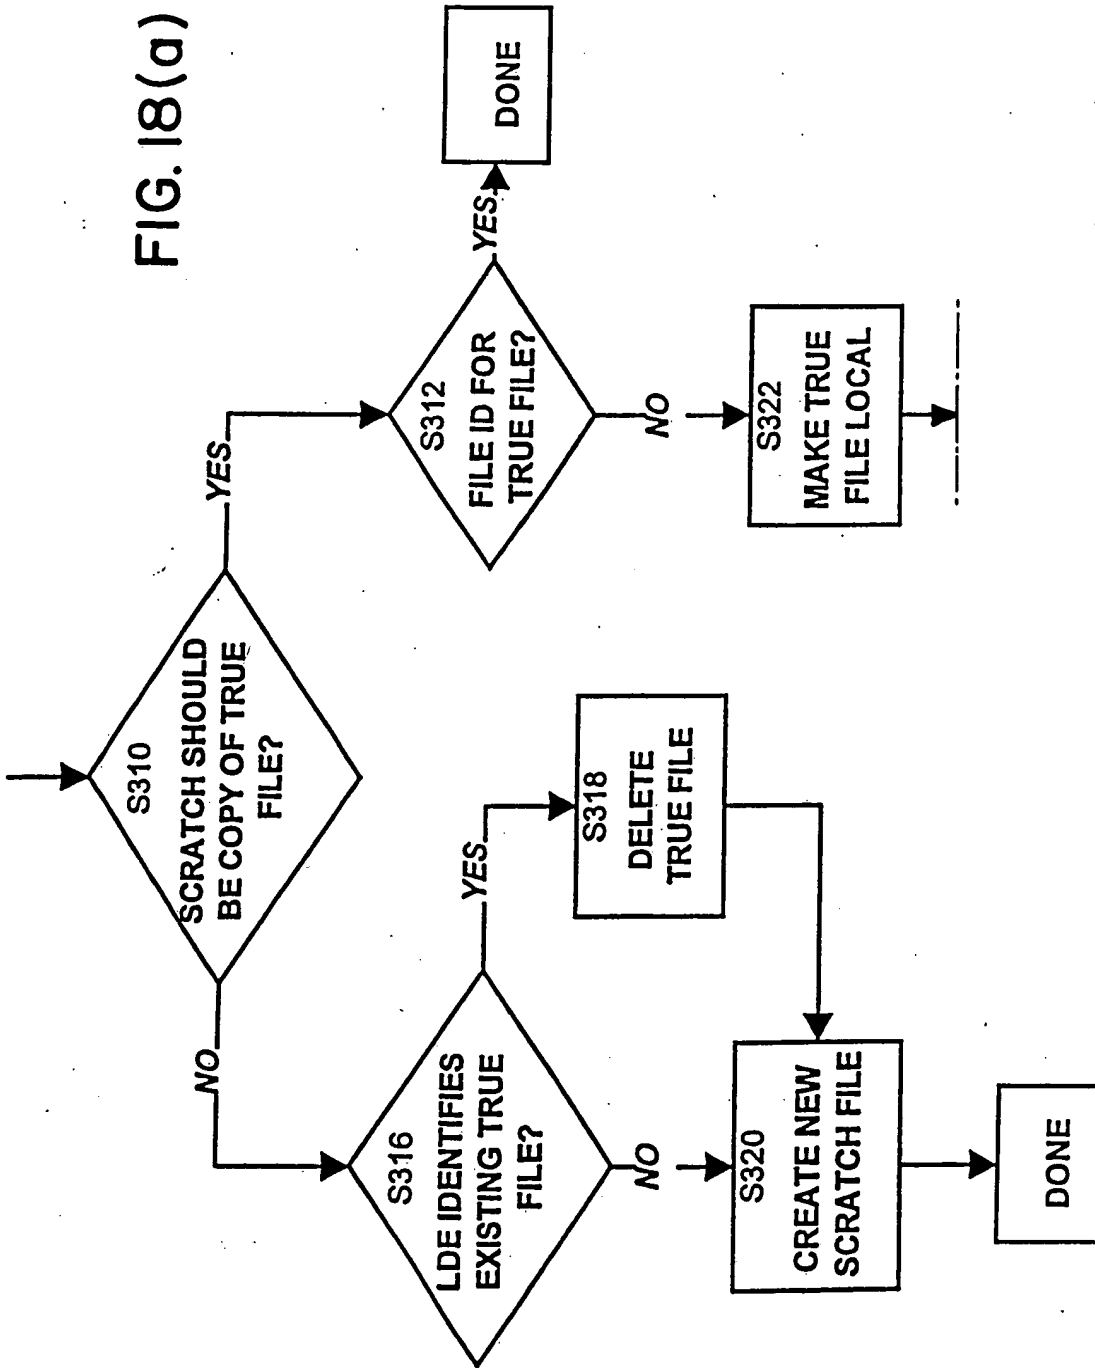 FIG. 18(a)
S310
SCRATCH SHOULD
BE COPY OF TRUE
FILE?
NO
YES
S316
LDE IDENTIFIES
EXISTING TRUE
FILE?
YES
NO
S318
DELETE
TRUE FILE
S320
CREATE NEW
SCRATCH FILE
DONE
S312
FILE ID FOR
TRUE FILE?
YES
DONE
NO
S322
MAKE TRUE
FILE LOCAL